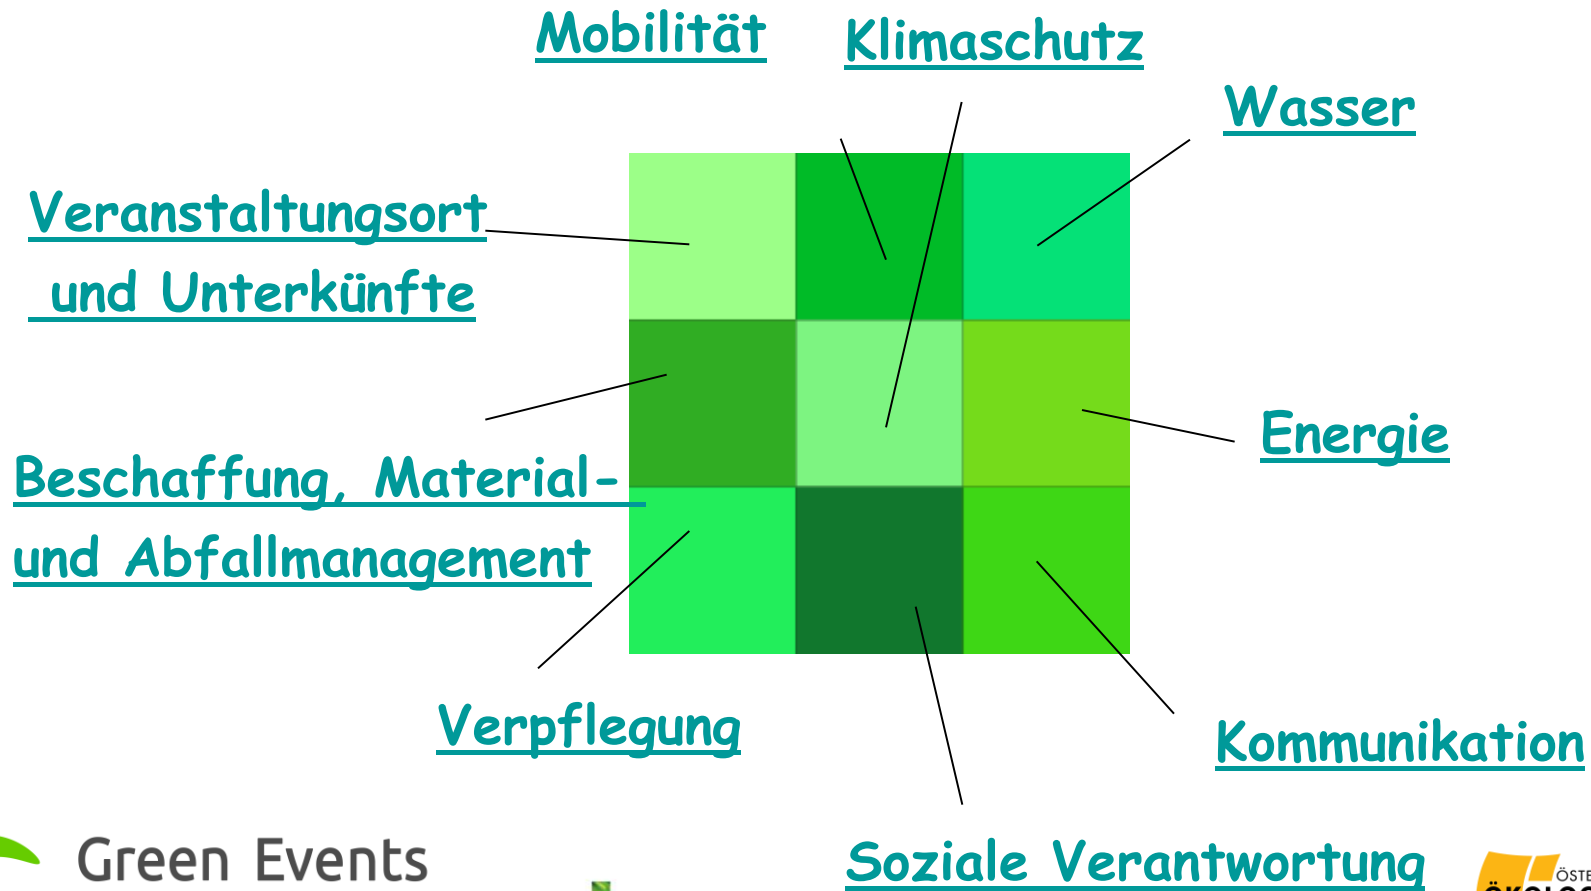 Mobilität
Klimaschutz
Wasser
Veranstaltungsort
und Unterkünfte
Energie
Beschaffung, Material-
und Abfallmanagement
Verpflegung
Kommunikation
Soziale Verantwortung
Green Events